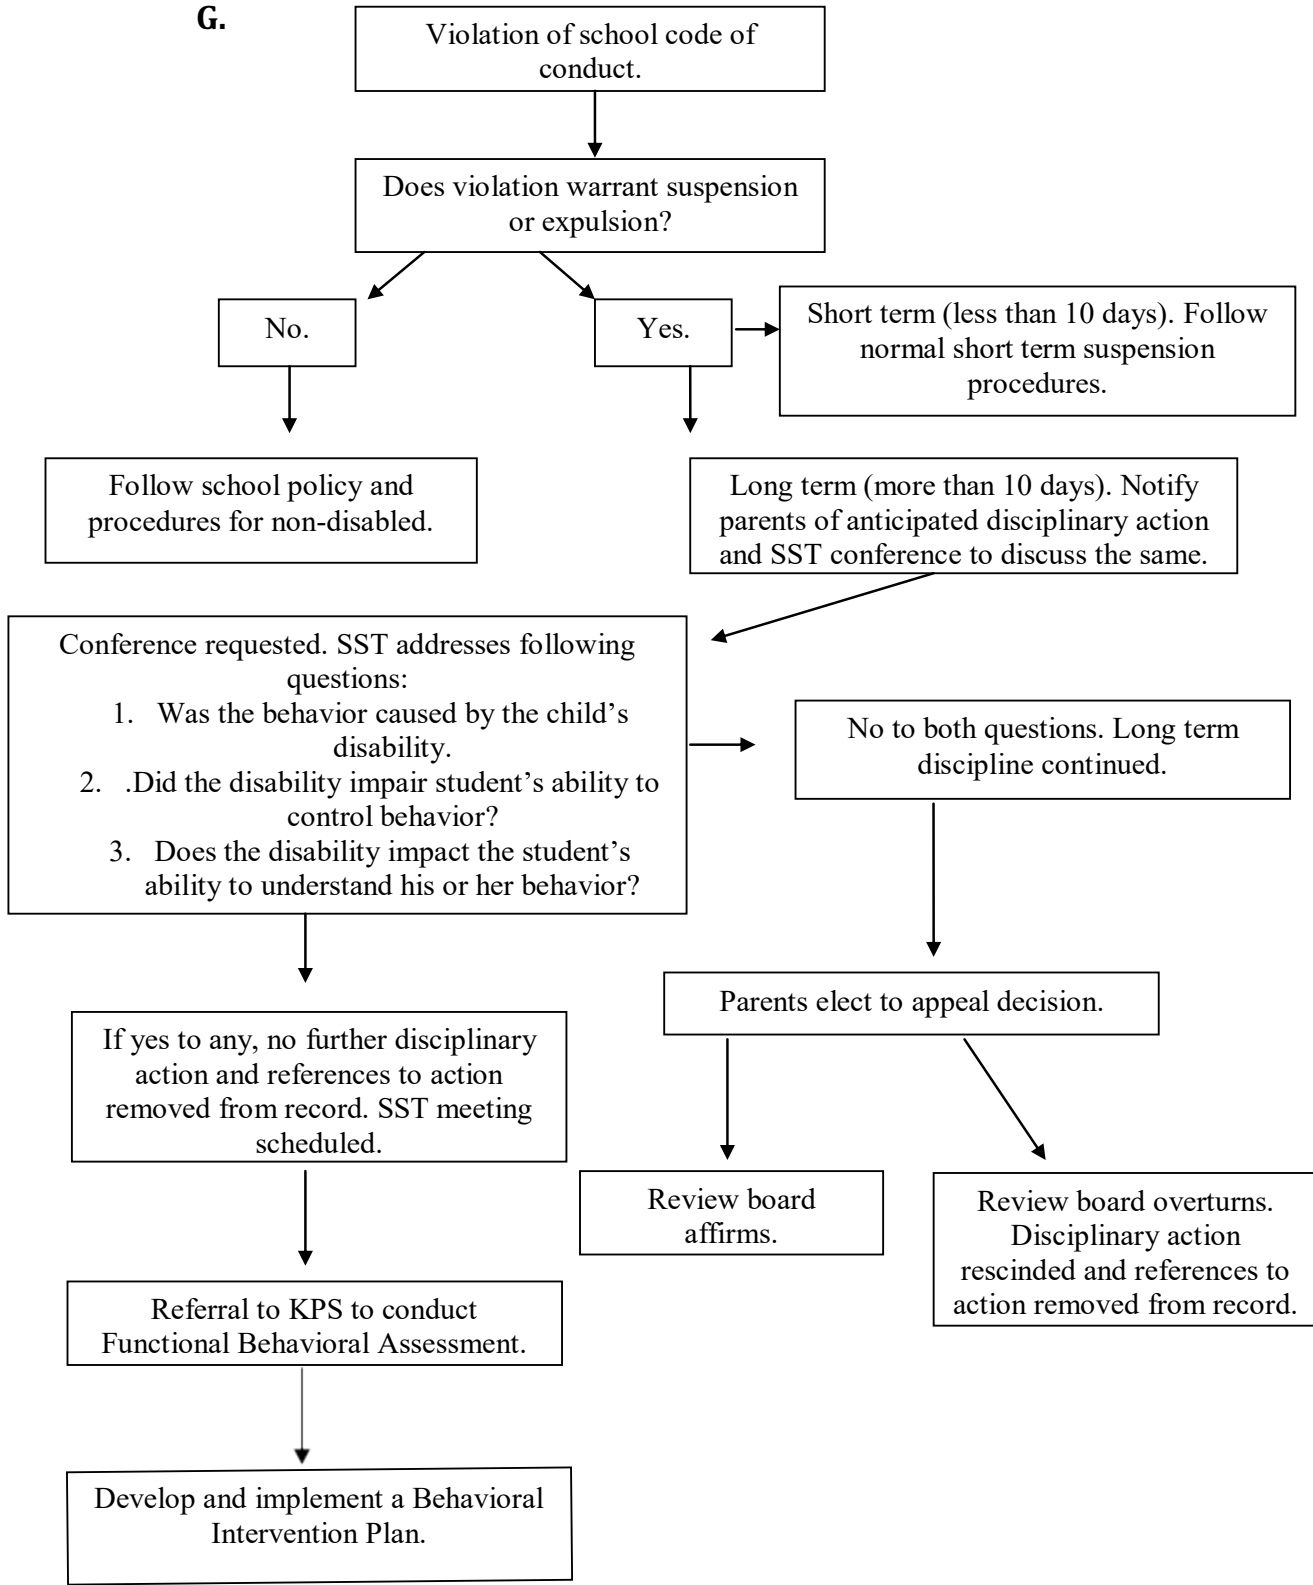 G.
Violation of school code of
conduct.
Does violation warrant suspension
or expulsion?
No.
Yes.
Short term (less than 10 days). Follow
normal short term suspension
procedures.
Follow school policy and
procedures for non-disabled.
Long term (more than 10 days). Notify
parents of anticipated disciplinary action
and SST conference to discuss the same.
Conference requested. SST addresses following
questions:
1. Was the behavior caused by the child’s
disability.
2. .Did the disability impair student’s ability to
control behavior?
3. Does the disability impact the student’s
ability to understand his or her behavior?
No to both questions. Long term
discipline continued.
Parents elect to appeal decision.
If yes to any, no further disciplinary
action and references to action
removed from record. SST meeting
scheduled.
Review board
affirms.
Review board overturns.
Disciplinary action
rescinded and references to
action removed from record.
Referral to KPS to conduct
Functional Behavioral Assessment.
Develop and implement a Behavioral
Intervention Plan.